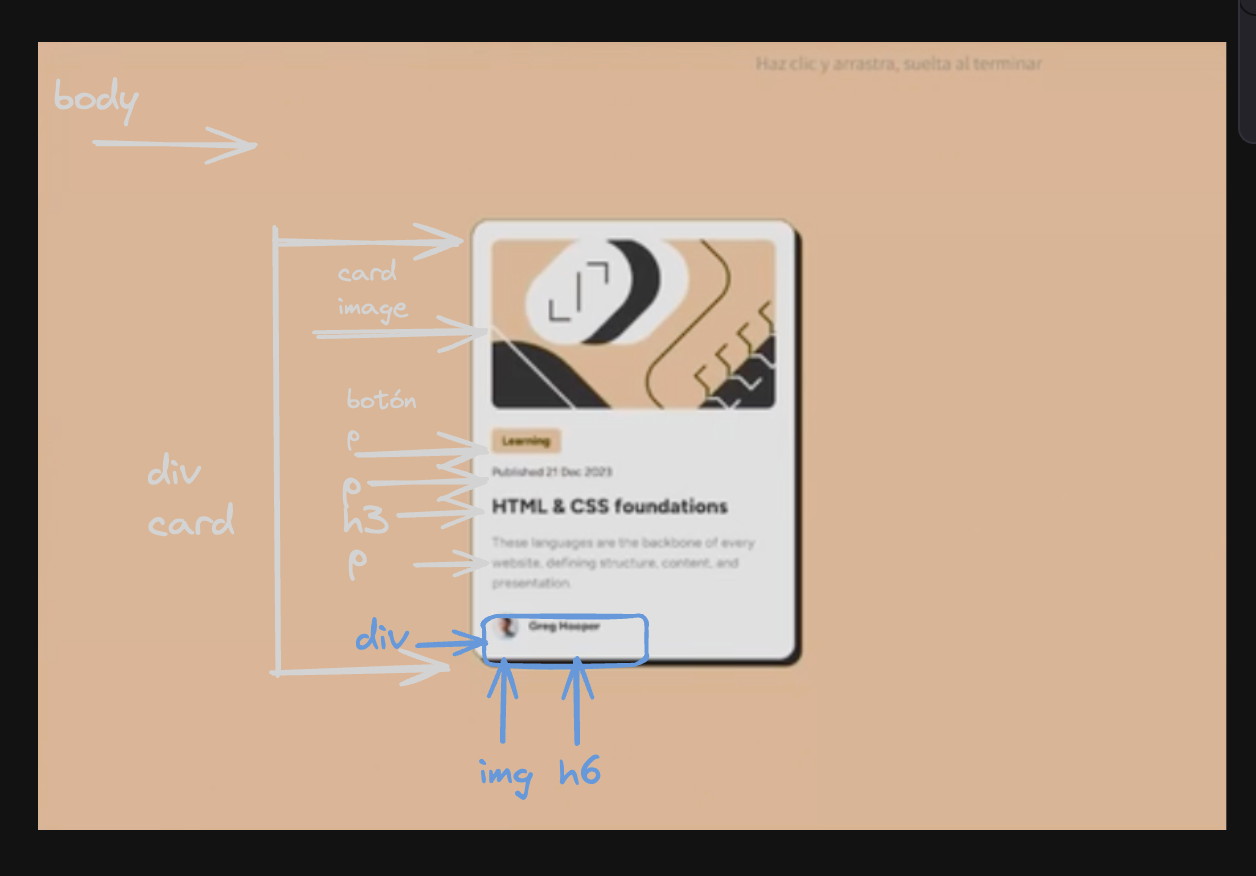 Haz clic y arrastra, suelta al terminar
body
card
image
botón
p
Learning
p
Published 21 Dec 2023
div
card
h3
HTML & CSS foundations
p
These languages are the backbone of every
website, defining structure, content, and
presentation.
div
Greg Hooper
img h6